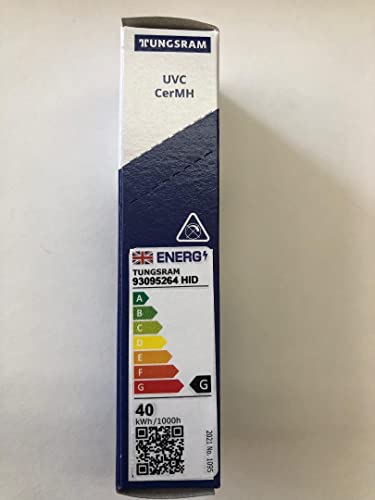 TUNGSRAM
UVC
CerMH
ENERG
TUNGSRAM
93095264 HID
A
B
C
D
E
F
G
G
40
kWh/1000h
2021 No. 1095